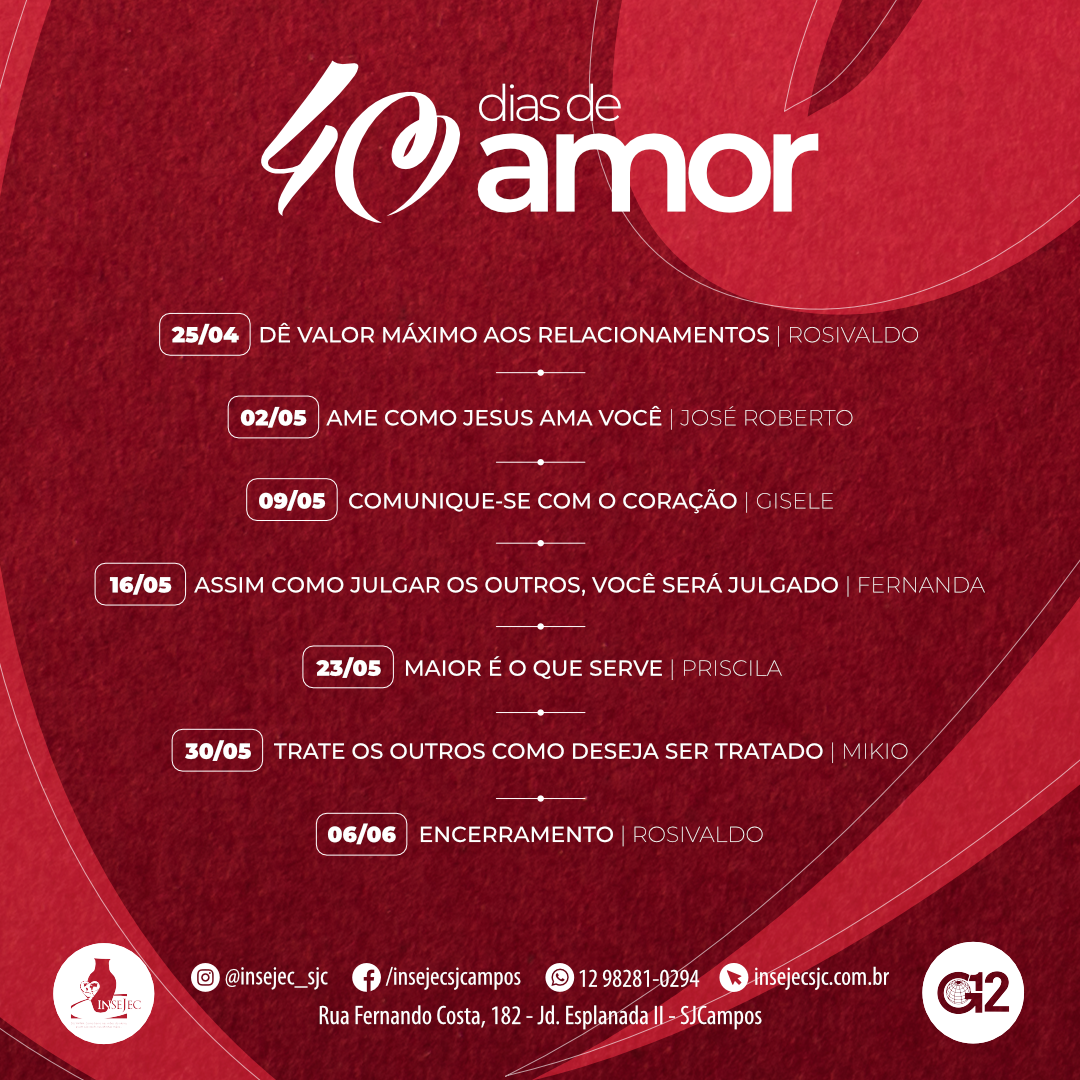 40 dias de
amor
25/04 DÊ VALOR MÁXIMO AOS RELACIONAMENTOS | ROSIVALDO
02/05 AME COMO JESUS AMA VOCÊ | JOSÉ ROBERTO
09/05 COMUNIQUE-SE COM O CORAÇÃO | GISELE
16/05 ASSIM COMO JULGAR OS OUTROS, VOCÊ SERÁ JULGADO | FERNANDA
23/05 MAIOR É O QUE SERVE | PRISCILA
30/05 TRATE OS OUTROS COMO DESEJA SER TRATADO | MIKIO
06/06 ENCERRAMENTO | ROSIVALDO
@insejec_sjc /insejecsjcampos 12 98281-0294 insejecsjc.com.br
Rua Fernando Costa, 182 - Jd. Esplanada II - SJCampos
INSEJEC
G12